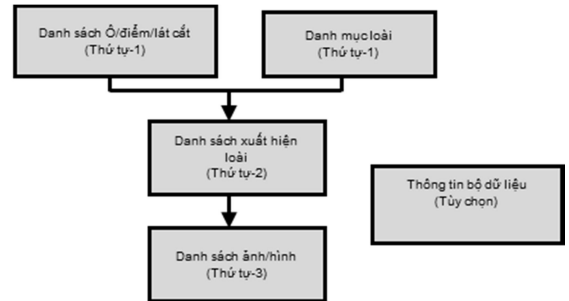 Danh sách Ô/điểm/lát cắt
(Thứ tự-1)
Danh mục loài
(Thứ tự-1)
Danh sách xuất hiện
loài
(Thứ tự-2)
Thông tin bộ dữ liệu
(Tùy chọn)
Danh sách ảnh/hình
(Thứ tự-3)